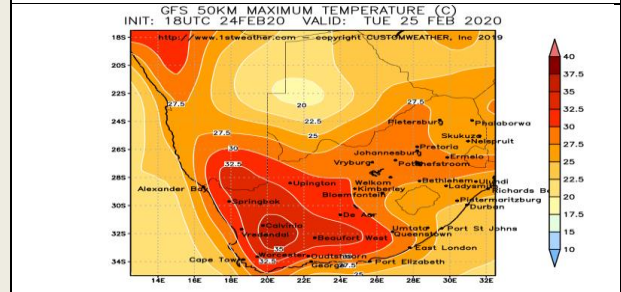 GFS 50KM MAXIMUM TEMPERATURE (C)
INIT: 18UTC 24FEB20 VALID: TUE 25 FEB 2020
http://www.1stweather.com — copyright CUSTOMWEATHER, Inc 2019
18S
20S
22S
24S
26S
28S
30S
32S
34S
14E 16E 18E 20E 22E 24E 26E 28E 30E 32E
27.5
20
22.5
25
27.5
27.5
30
32.5
35
32.5
25
Pietersburg
Phalaborwa
Skukuza
Nelspruit
Pretoria
Johannesburg
Ermelo
Vryburg
Potchefstroom
Welkom
Kimberley
Bethlehem
Ulundi
Ladysmith
Richards B
Bloemfontein
Pietermaritzburg
Durban
Alexander Bay
Upington
Springbok
De Aar
Calvinia
Vredendal
Beaufort West
Umtata
Port St Johns
Queenstown
East London
Cape Town
Worcester
Oudtshoorn
George
Port Elizabeth
40
37.5
35
32.5
30
27.5
25
22.5
20
17.5
15
10